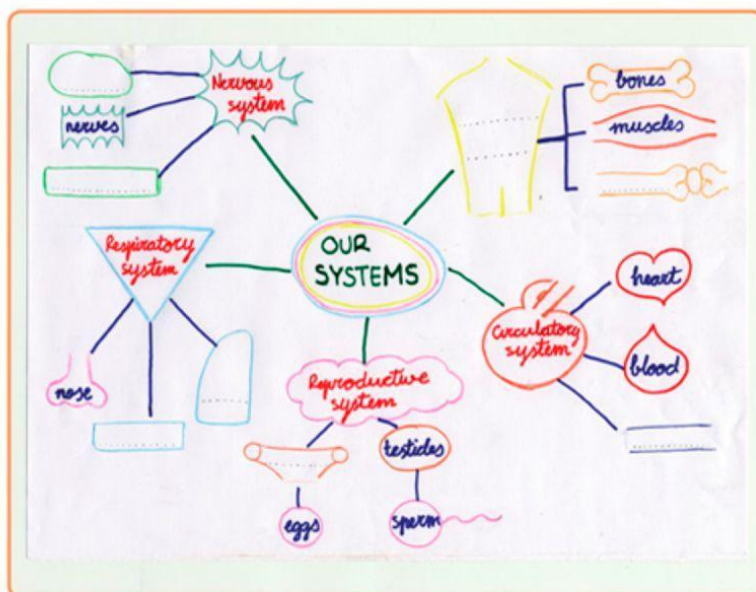 Nervous
system
nerves
bones
muscles
OUR
SYSTEMS
Respiratory
system
nose
Circulatory
system
heart
blood
Reproductive
system
testicles
eggs
sperm